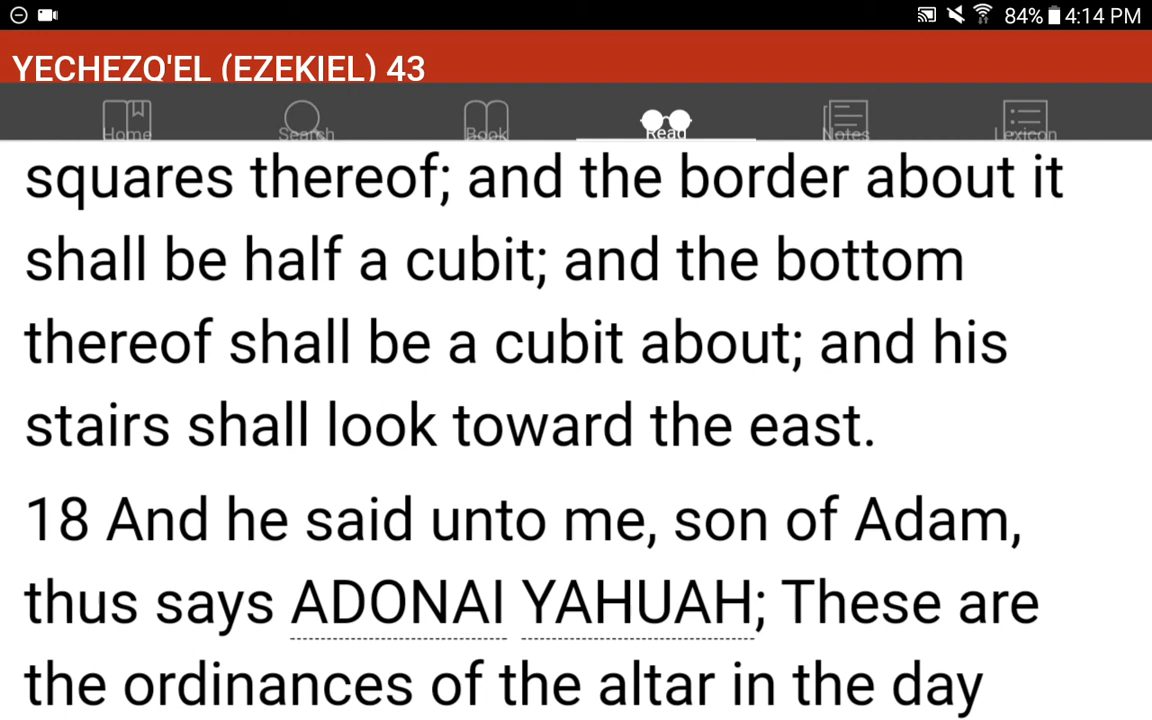 84% 4:14 PM
YECHEZQ'EL (EZEKIEL) 43
Home Search Book Read Notes Lexicon
squares thereof; and the border about it
shall be half a cubit; and the bottom
thereof shall be a cubit about; and his
stairs shall look toward the east.
18 And he said unto me, son of Adam,
thus says ADONAI YAHUAH; These are
the ordinances of the altar in the day